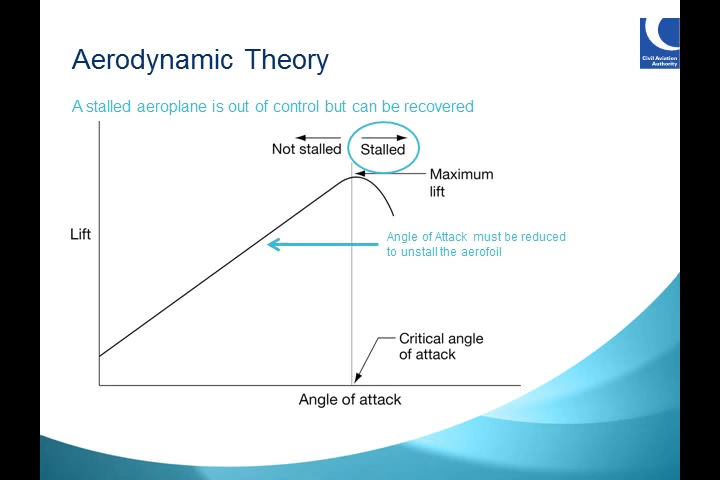 Aerodynamic Theory
Civil Aviation
Authority
A stalled aeroplane is out of control but can be recovered
Not stalled
Stalled
Maximum
lift
Lift
Angle of Attack must be reduced
to unstall the aerofoil
Critical angle
of attack
Angle of attack